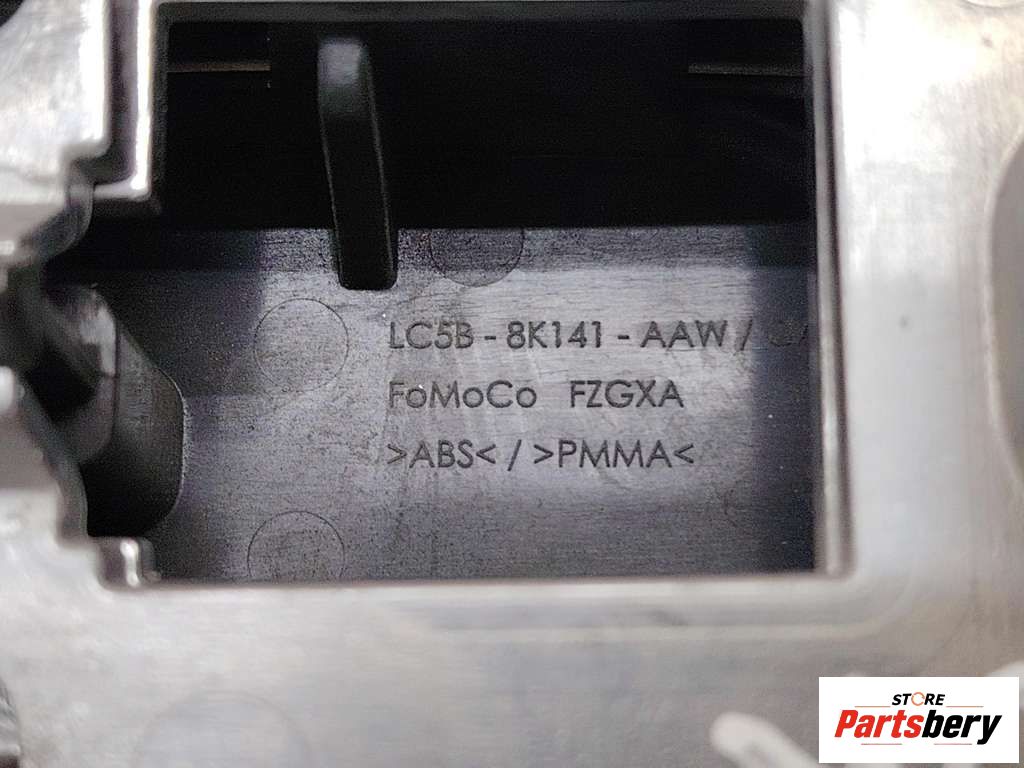 LC5B - 8K141 - AAW /
FoMoCo FZGXA
>ABS< / >PMMA<
STORE
Partsbery